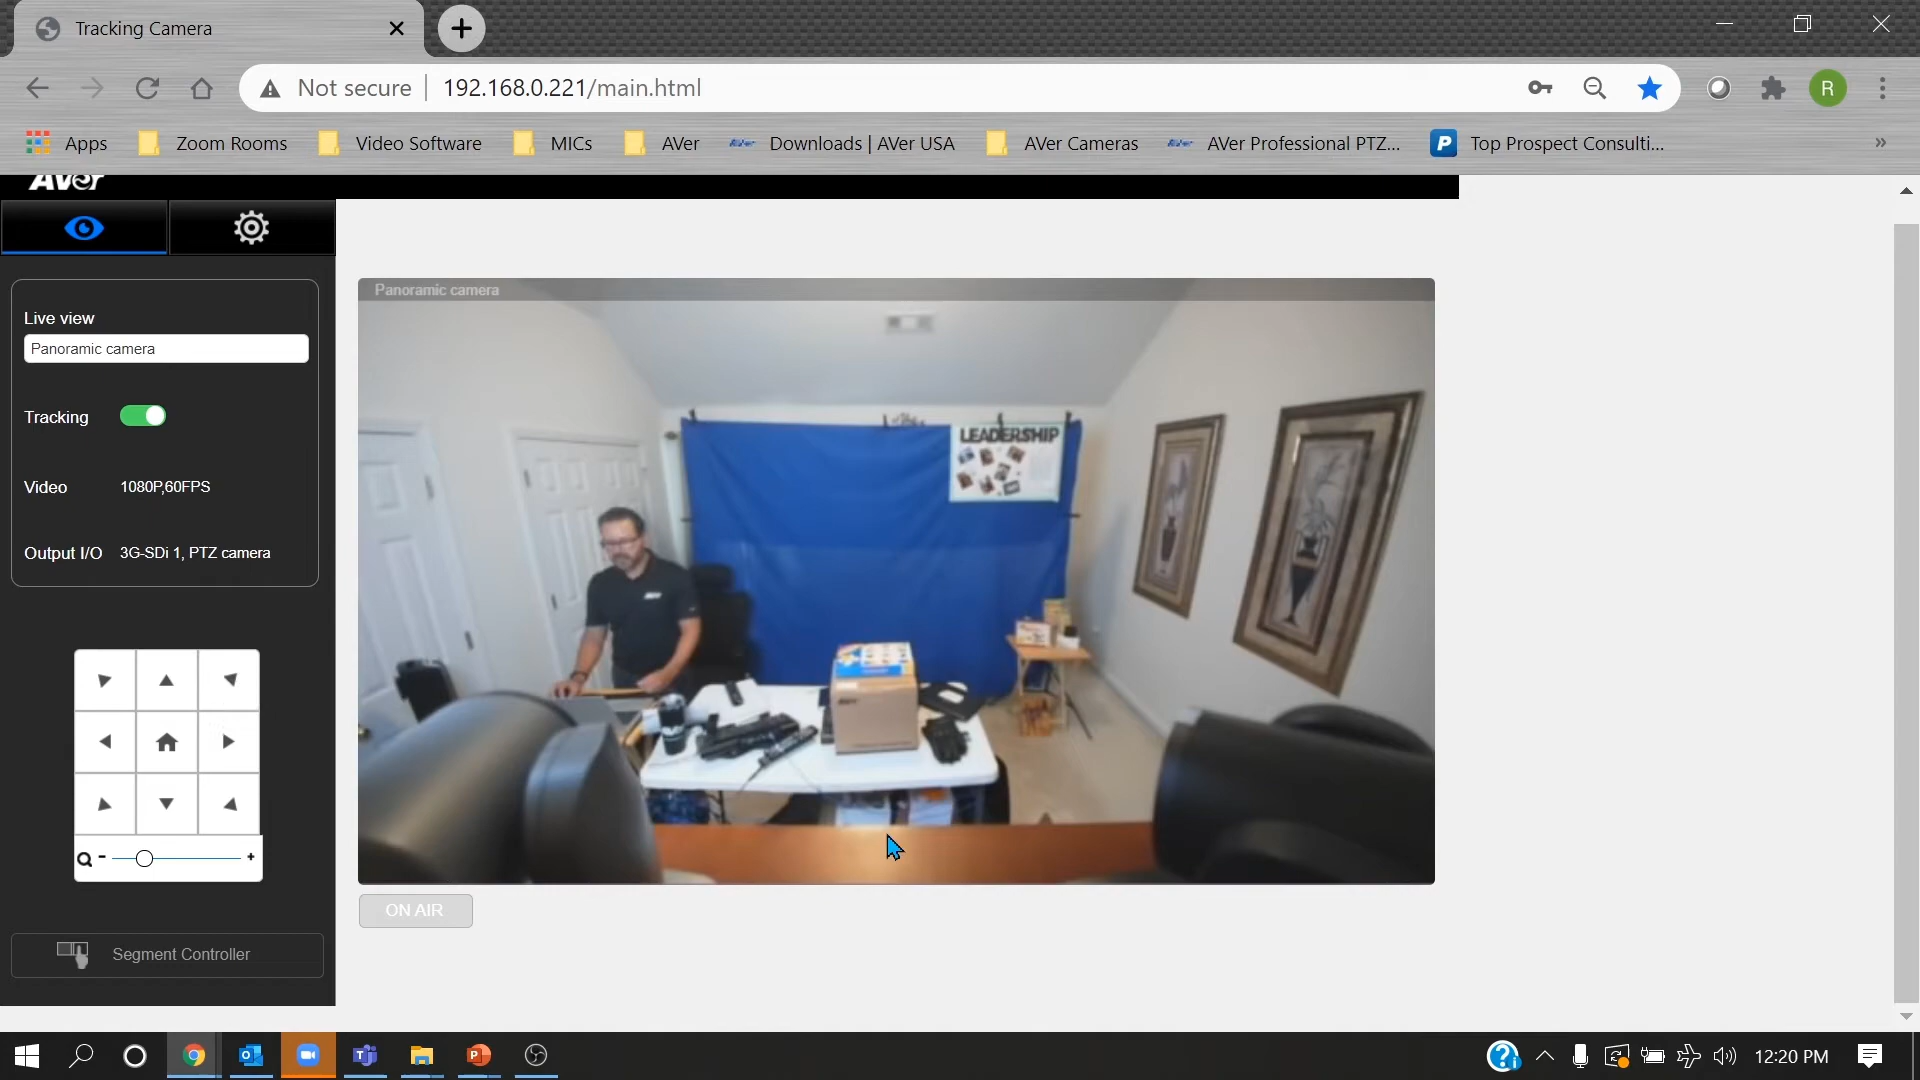 Tracking Camera
Not secure 192.168.0.221/main.html
R
Apps Zoom Rooms Video Software MICs AVer Downloads | AVer USA AVer Cameras AVer Professional PTZ... Top Prospect Consulti...
AVer
Panoramic camera
Live view
Panoramic camera
Tracking
Video 1080P,60FPS
Output I/O 3G-SDi 1, PTZ camera
LEADERSHIP
ON AIR
Segment Controller
12:20 PM